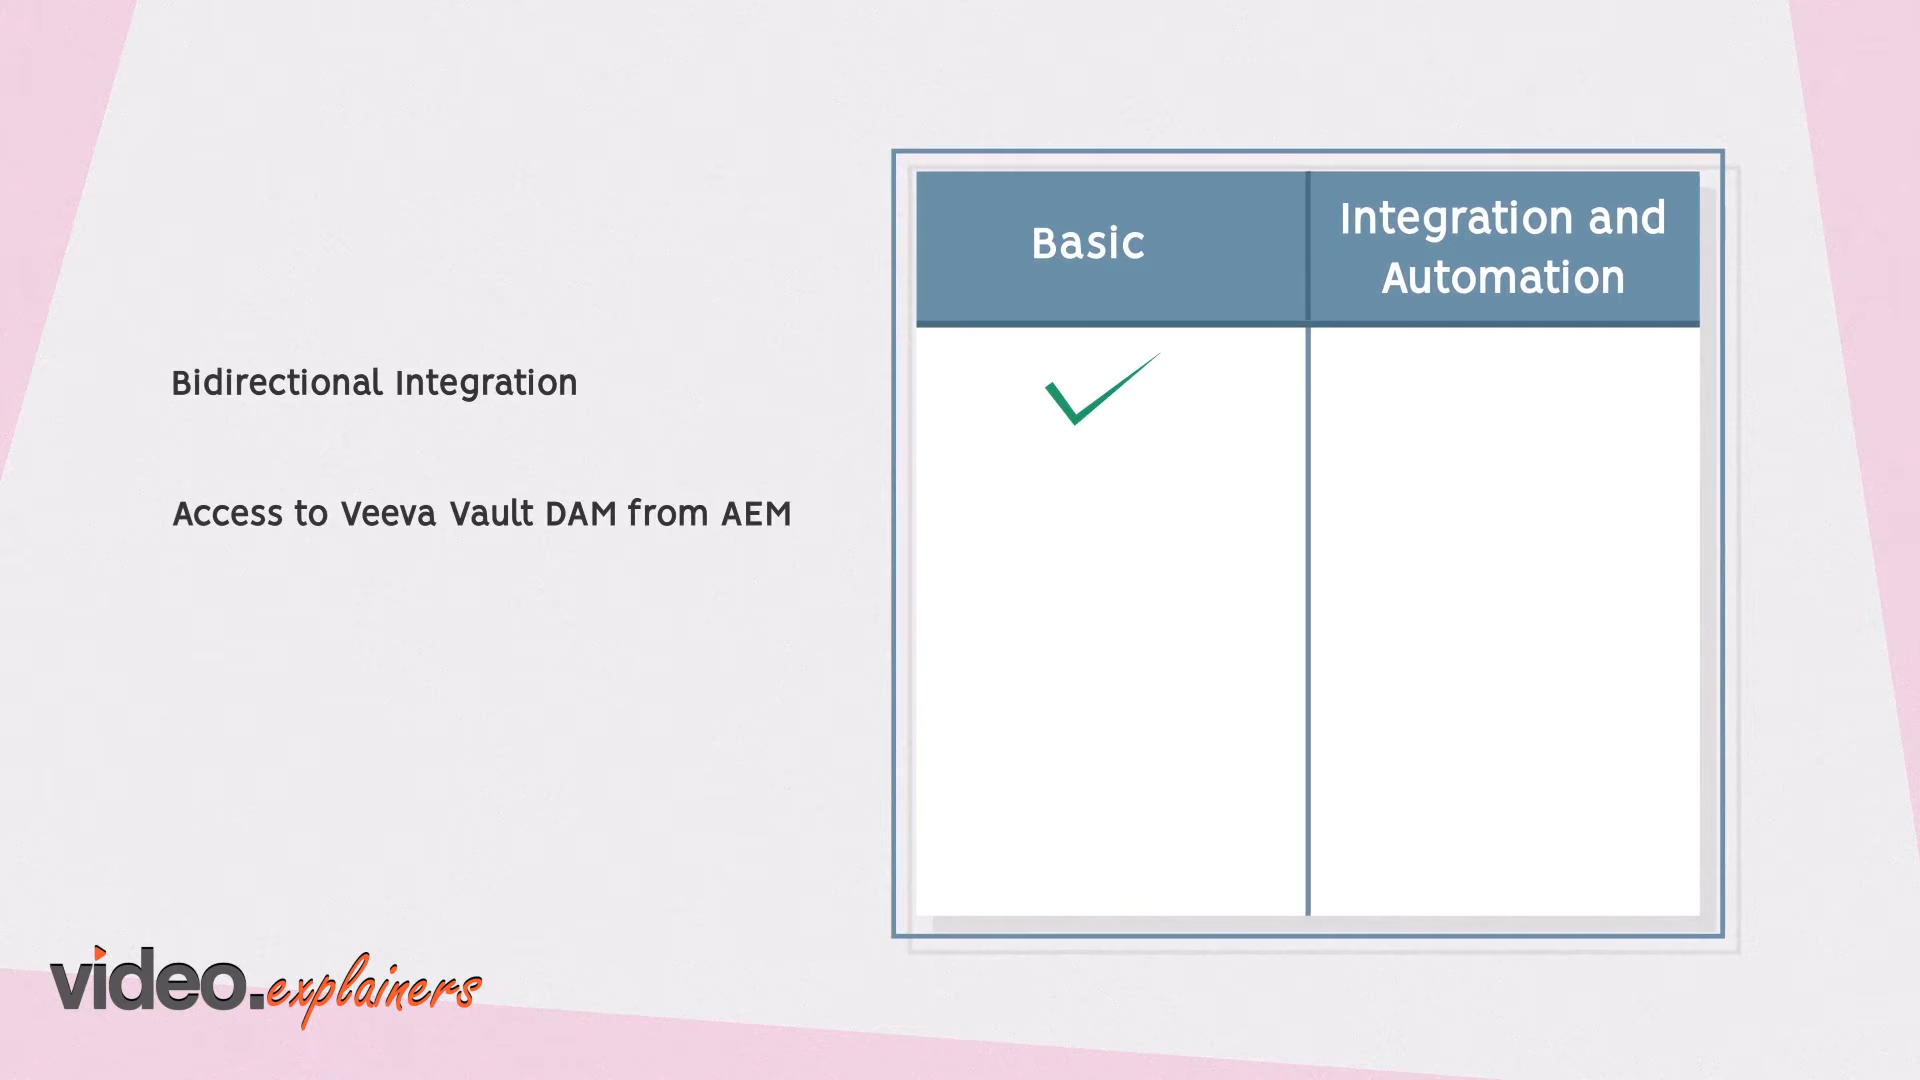 Basic
Integration and
Automation
Bidirectional Integration
Access to Veeva Vault DAM from AEM
video.explainers